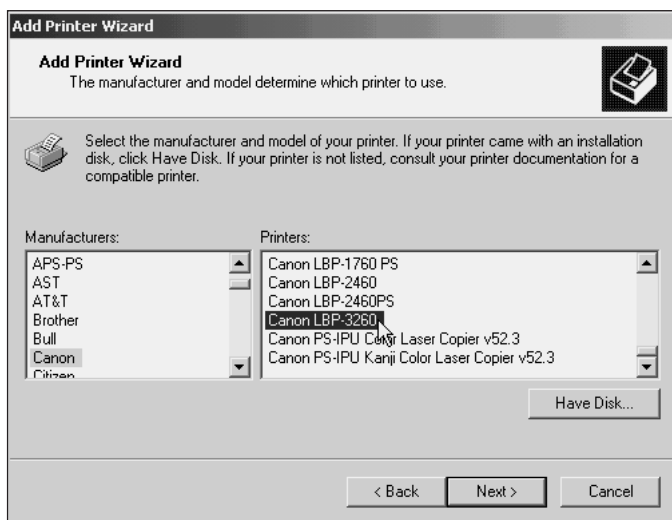 Add Printer Wizard
Add Printer Wizard
The manufacturer and model determine which printer to use.
Select the manufacturer and model of your printer. If your printer came with an installation
disk, click Have Disk. If your printer is not listed, consult your printer documentation for a
compatible printer.
Manufacturers:
APS-PS
AST
AT&T
Brother
Bull
Canon
Citizen
Printers:
Canon LBP-1760 PS
Canon LBP-2460
Canon LBP-2460PS
Canon LBP-3260
Canon PS-IPU Color Laser Copier v52.3
Canon PS-IPU Kanji Color Laser Copier v52.3
Have Disk...
< Back
Next >
Cancel